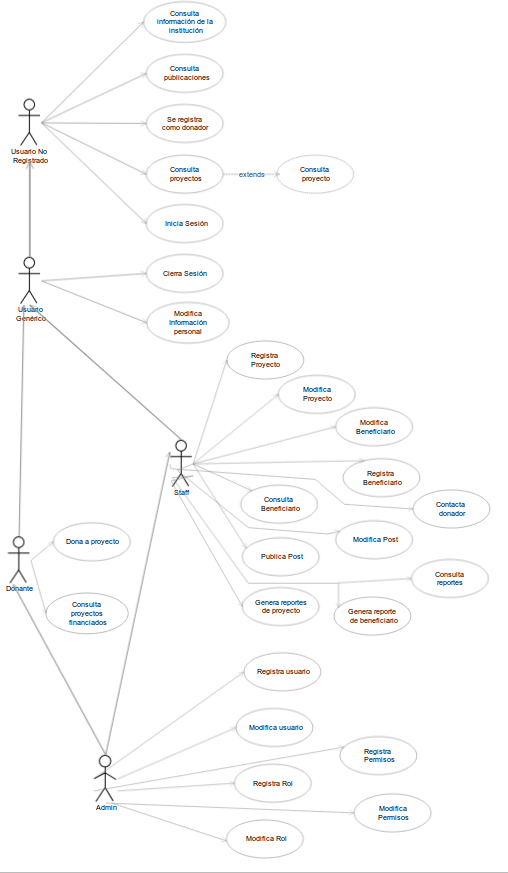 Consulta
información de la
institución
Consulta
publicaciones
Se registra
como donador
Usuario No
Registrado
Consulta
proyectos
extends
Consulta
proyecto
Inicia Sesión
Cierra Sesión
Usuario
Genérico
Modifica
Información
personal
Registra
Proyecto
Modifica
Proyecto
Modifica
Beneficiario
Registra
Beneficiario
Staff
Consulta
Beneficiario
Contacta
donador
Modifica Post
Dona a proyecto
Publica Post
Consulta
reportes
Donante
Consulta
proyectos
financiados
Genera reportes
de proyecto
Genera reporte
de beneficiario
Registra usuario
Modifica usuario
Registra
Permisos
Registra Rol
Admin
Modifica
Permisos
Modifica Rol